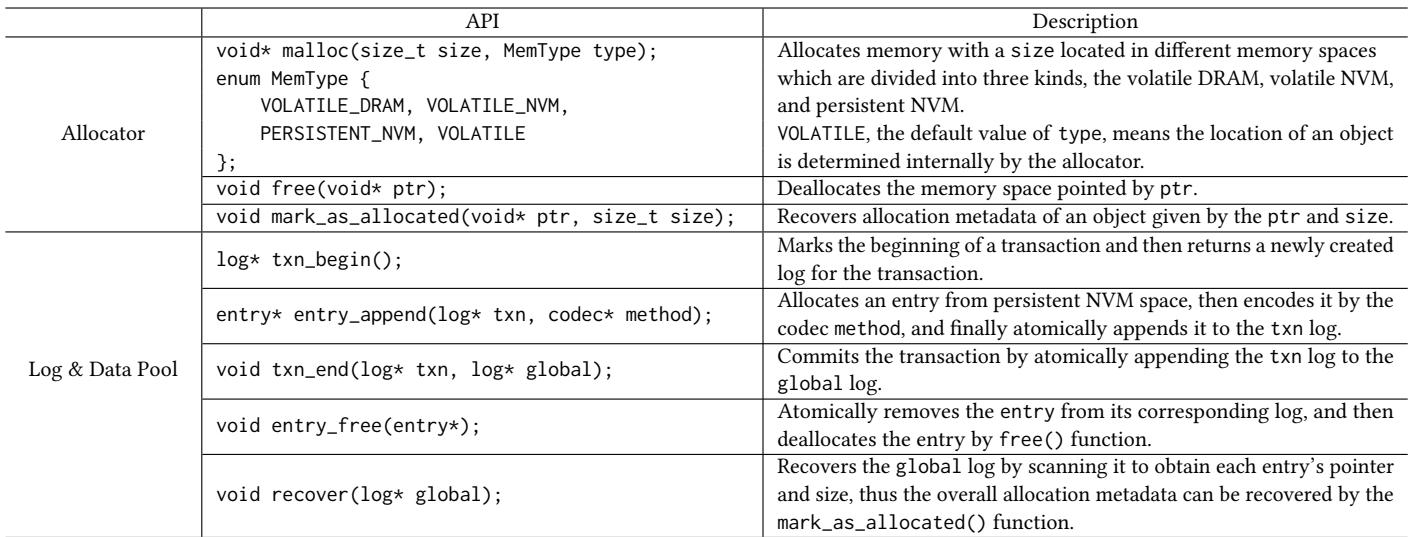 API Description
Allocator
void* malloc(size_t size, MemType type);
enum MemType {
VOLATILE_DRAM, VOLATILE_NVM,
PERSISTENT_NVM, VOLATILE
};
Allocates memory with a size located in different memory spaces
which are divided into three kinds, the volatile DRAM, volatile NVM,
and persistent NVM.
VOLATILE, the default value of type, means the location of an object
is determined internally by the allocator.
void free(void* ptr);
Deallocates the memory space pointed by ptr.
void mark_as_allocated(void* ptr, size_t size);
Recovers allocation metadata of an object given by the ptr and size.
Log & Data Pool
log* txn_begin();
Marks the beginning of a transaction and then returns a newly created
log for the transaction.
entry* entry_append(log* txn, codec* method);
Allocates an entry from persistent NVM space, then encodes it by the
codec method, and finally atomically appends it to the txn log.
void txn_end(log* txn, log* global);
Commits the transaction by atomically appending the txn log to the
global log.
void entry_free(entry*);
Atomically removes the entry from its corresponding log, and then
deallocates the entry by free() function.
void recover(log* global);
Recovers the global log by scanning it to obtain each entry's pointer
and size, thus the overall allocation metadata can be recovered by the
mark_as_allocated() function.